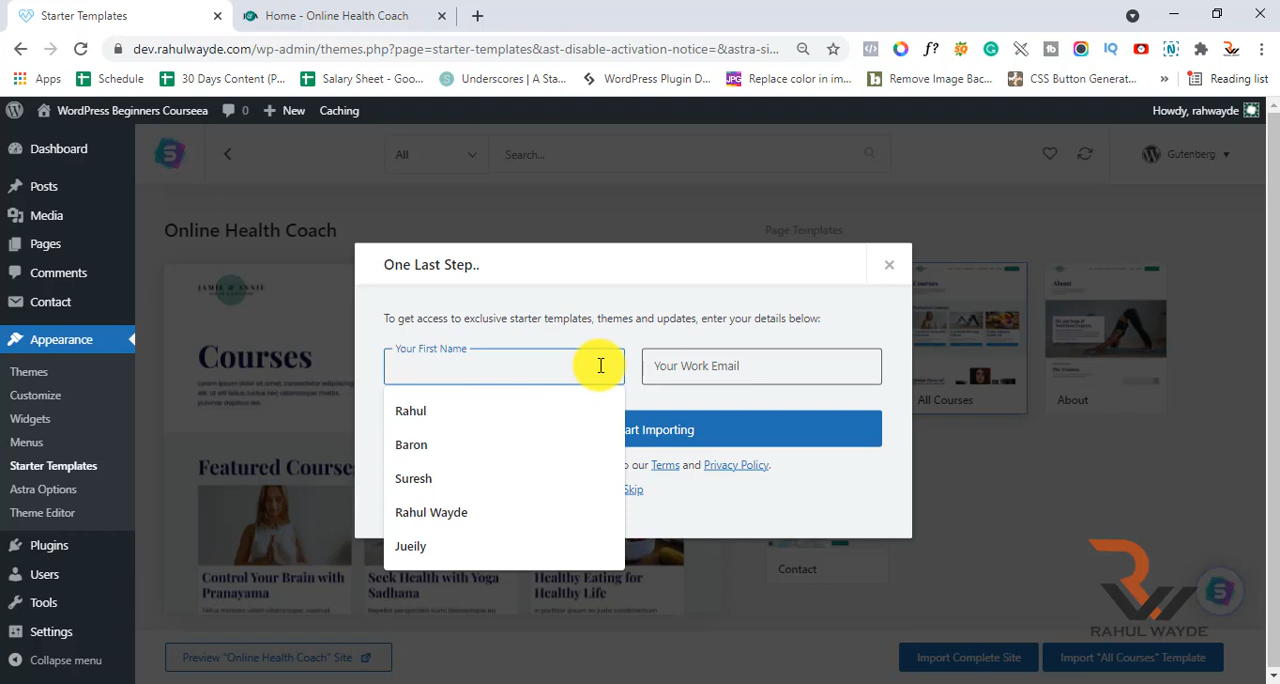 Starter Templates
Home - Online Health Coach
dev.rahulwayde.com/wp-admin/themes.php?page=starter-templates&ast-disable-activation-notice=&astra-si...
Apps
Schedule
30 Days Content (P...
Salary Sheet - Goo...
Underscores | A Sta...
WordPress Plugin D...
Replace color in im...
Remove Image Bac...
CSS Button Generat...
Reading list
WordPress Beginners Coursea
0
New
Caching
Howdy, rahwayde
Dashboard
Posts
Media
Pages
Comments
Contact
Appearance
Themes
Customize
Widgets
Menus
Starter Templates
Astra Options
Theme Editor
Plugins
Users
Tools
Settings
Collapse menu
All
Search...
Gutenberg
Online Health Coach
Page Templates
JAMIE & ANNIE
Courses
Featured Course
Control Your Brain with
Pranayama
Seek Health with Yoga
Sadhana
Healthy Eating for
Healthy Life
One Last Step..
To get access to exclusive starter templates, themes and updates, enter your details below:
Your First Name
Your Work Email
Rahul
Baron
Suresh
Rahul Wayde
Jueily
art Importing
o our Terms and Privacy Policy.
Skip
All Courses
About
Contact
RAHUL WAYDE
Preview "Online Health Coach" Site
Import Complete Site
Import "All Courses" Template